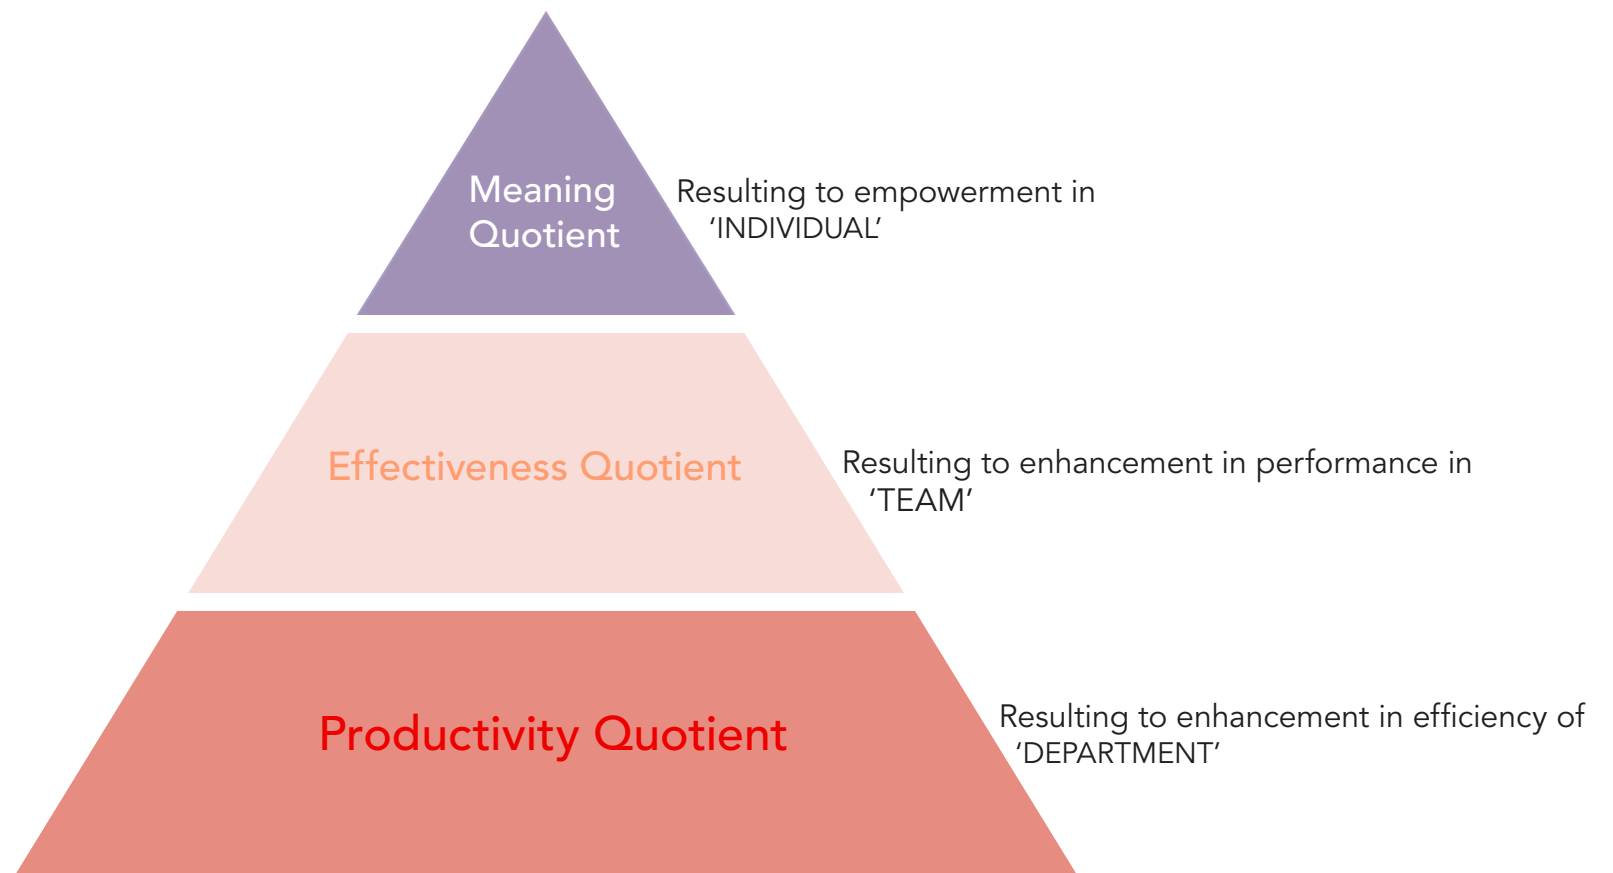 Meaning
Quotient
Resulting to empowerment in
‘INDIVIDUAL’
Effectiveness Quotient
Resulting to enhancement in performance in
‘TEAM’
Productivity Quotient
Resulting to enhancement in efficiency of
‘DEPARTMENT’